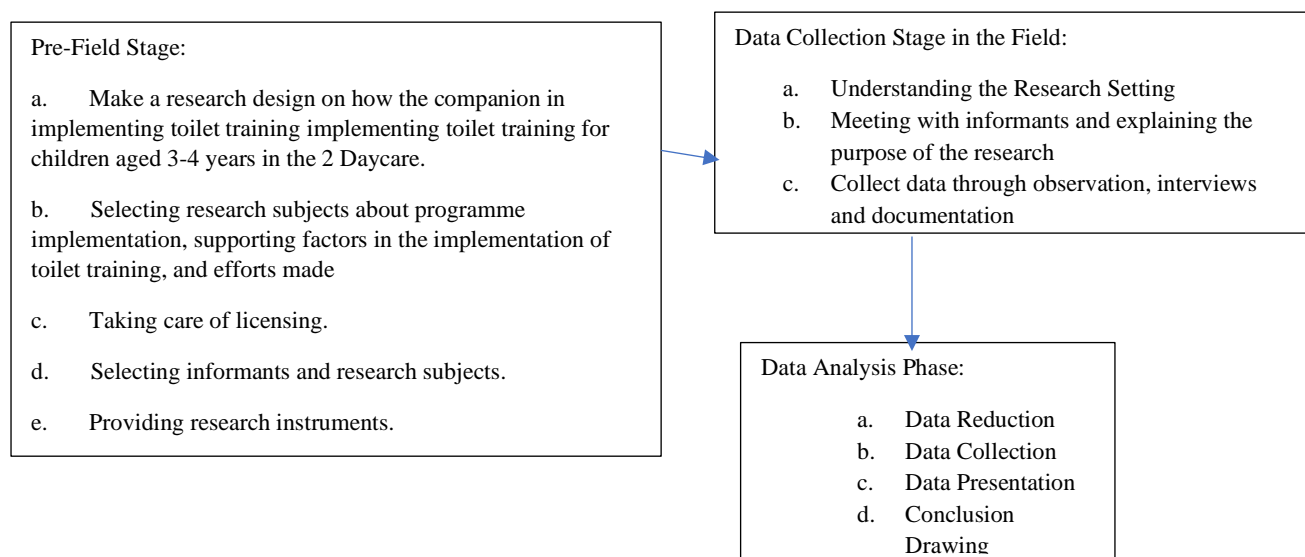 Pre-Field Stage:
a. Make a research design on how the companion in
implementing toilet training implementing toilet training for
children aged 3-4 years in the 2 Daycare.
b. Selecting research subjects about programme
implementation, supporting factors in the implementation of
toilet training, and efforts made
c. Taking care of licensing.
d. Selecting informants and research subjects.
e. Providing research instruments.
Data Collection Stage in the Field:
a. Understanding the Research Setting
b. Meeting with informants and explaining the
purpose of the research
c. Collect data through observation, interviews
and documentation
Data Analysis Phase:
a. Data Reduction
b. Data Collection
c. Data Presentation
d. Conclusion
Drawing